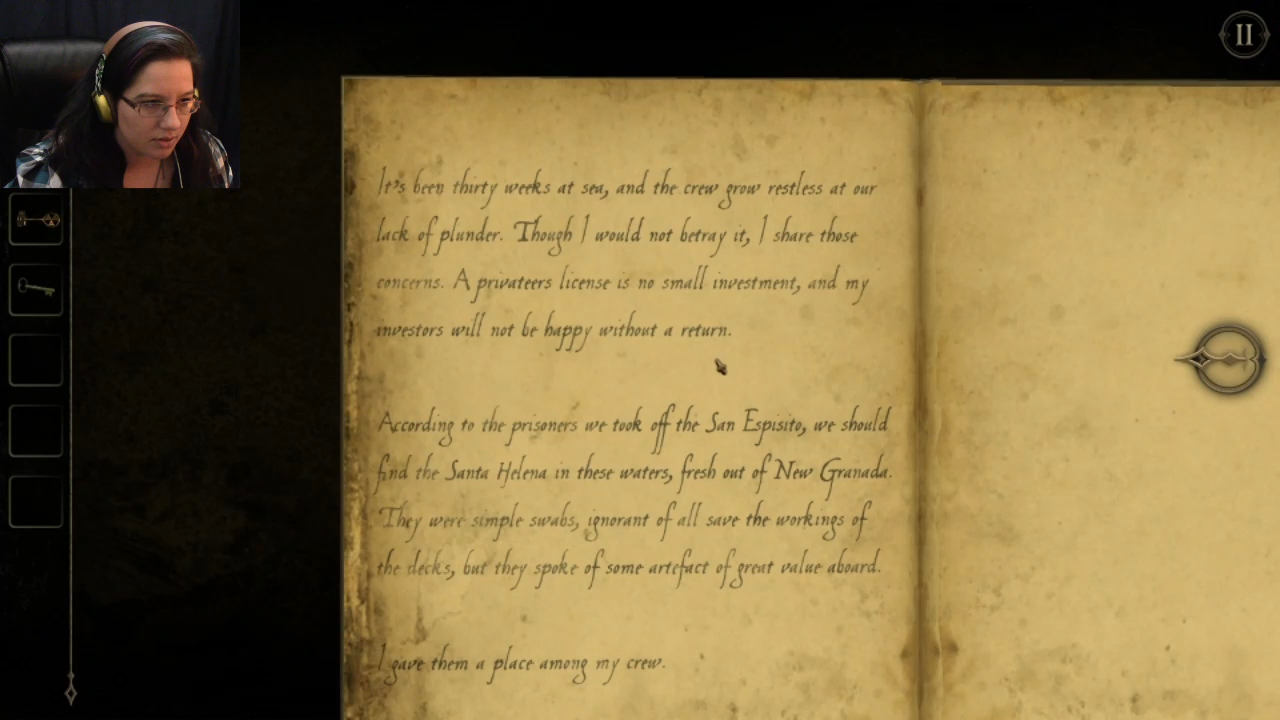 It's been thirty weeks at sea, and the crew grow restless at our
lack of plunder. Though I would not betray it, I share those
concerns. A privateers license is no small investment, and my
investors will not be happy without a return.
According to the prisoners we took off the San Espisito, we should
find the Santa Helena in these waters, fresh out of New Granada.
They were simple swabs, ignorant of all save the workings of
the decks, but they spoke of some artefact of great value aboard.
I gave them a place among my crew.